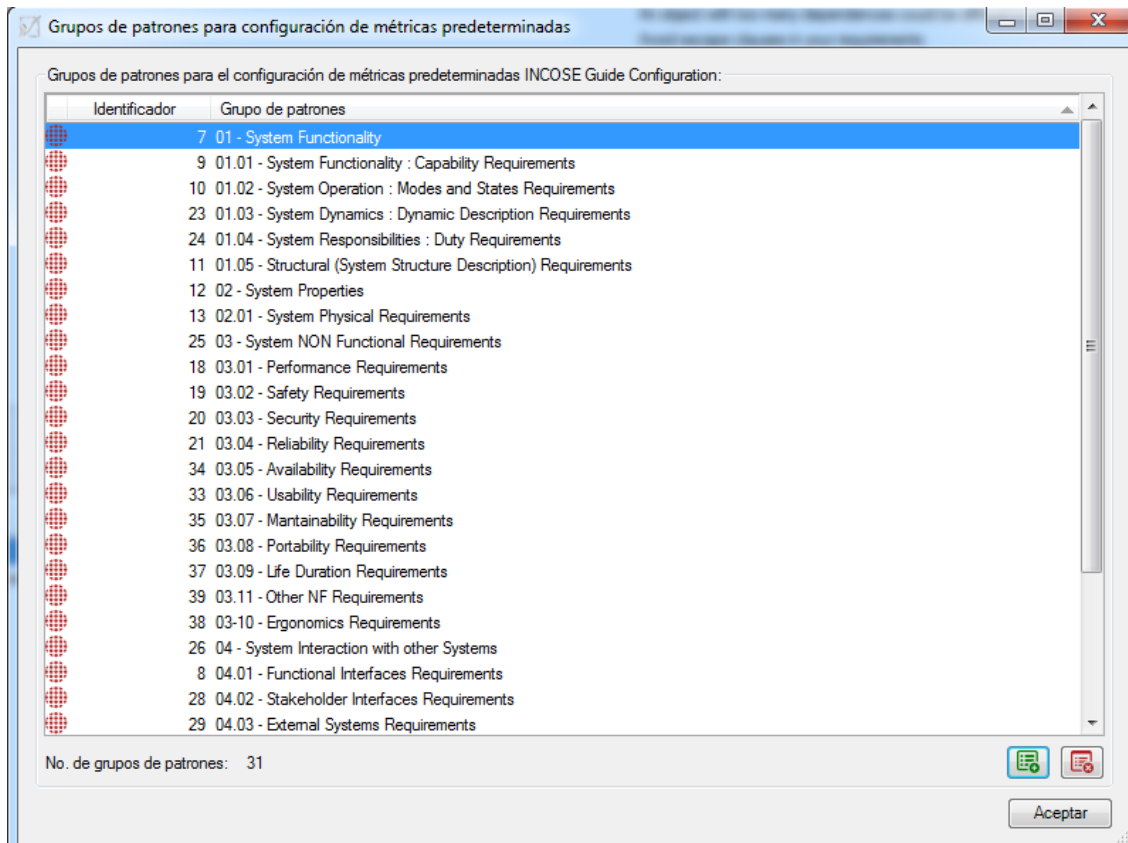 Grupos de patrones para configuración de métricas predeterminadas
Grupos de patrones para el configuración de métricas predeterminadas INCOSE Guide Configuration:
Identificador Grupo de patrones
7 01 - System Functionality
9 01.01 - System Functionality : Capability Requirements
10 01.02 - System Operation : Modes and States Requirements
23 01.03 - System Dynamics : Dynamic Description Requirements
24 01.04 - System Responsibilities : Duty Requirements
11 01.05 - Structural (System Structure Description) Requirements
12 02 - System Properties
13 02.01 - System Physical Requirements
25 03 - System NON Functional Requirements
18 03.01 - Performance Requirements
19 03.02 - Safety Requirements
20 03.03 - Security Requirements
21 03.04 - Reliability Requirements
34 03.05 - Availability Requirements
33 03.06 - Usability Requirements
35 03.07 - Mantainability Requirements
36 03.08 - Portability Requirements
37 03.09 - Life Duration Requirements
39 03.11 - Other NF Requirements
38 03-10 - Ergonomics Requirements
26 04 - System Interaction with other Systems
8 04.01 - Functional Interfaces Requirements
28 04.02 - Stakeholder Interfaces Requirements
29 04.03 - External Systems Requirements
No. de grupos de patrones: 31
Aceptar